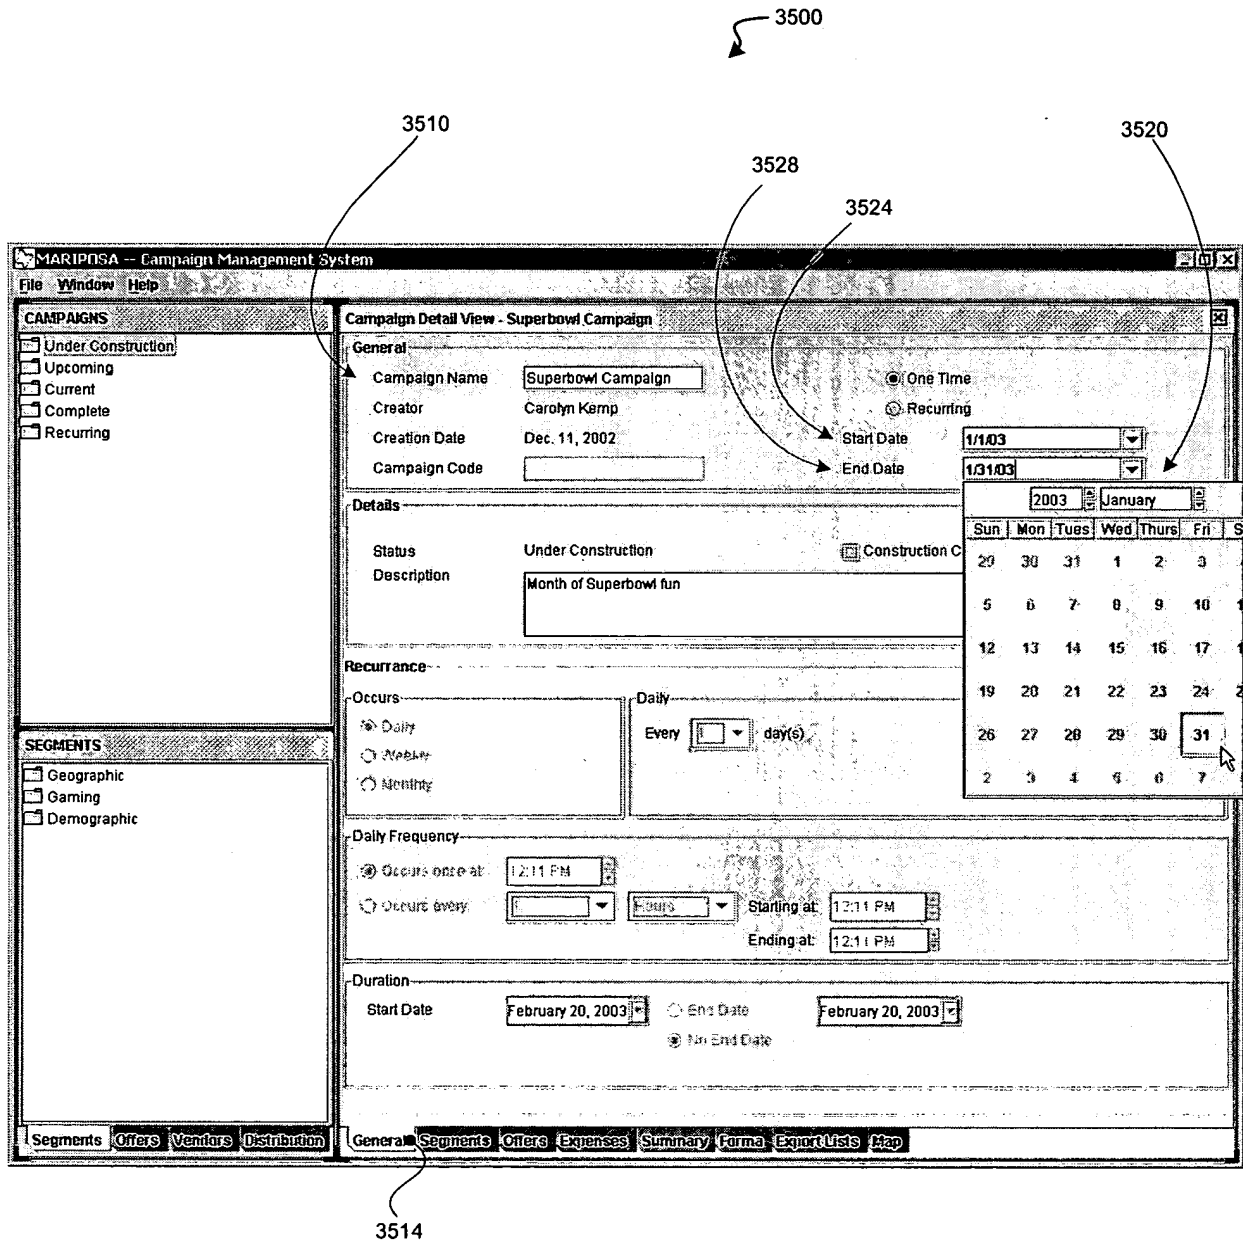 3500
3510
3520
3528
3524
MARIPOSA -- Campaign Management System
File Window Help
CAMPAIGNS
Under Construction
Upcoming
Current
Complete
Recurring
Campaign Detail View - Superbowl Campaign
General
Campaign Name Superbowl Campaign One Time
Creator Carolyn Kemp Recurring
Creation Date Dec. 11, 2002 Start Date 1/1/03
Campaign Code End Date 1/31/03
2003 January
Sun Mon Tues Wed Thurs Fri S
29 30 31 1 2 3
5 6 7 8 9 10 1
12 13 14 15 16 17 1
19 20 21 22 23 24 2
26 27 28 29 30 31
2 3 4 5 6 7
Details
Status Under Construction Construction C
Description Month of Superbowl fun
Recurrance
Occurs
Daily
Weekly
Monthly
Daily
Every 1 day(s)
SEGMENTS
Geographic
Gaming
Demographic
Daily Frequency
Occurs once at: 12:11 PM
Occurs every Hours Starting at: 12:11 PM
Ending at: 12:11 PM
Duration
Start Date February 20, 2003 End Date February 20, 2003
No End Date
Segments Offers Vendors Distribution
General Segments Offers Expenses Summary Forma Export Lists Map
3514